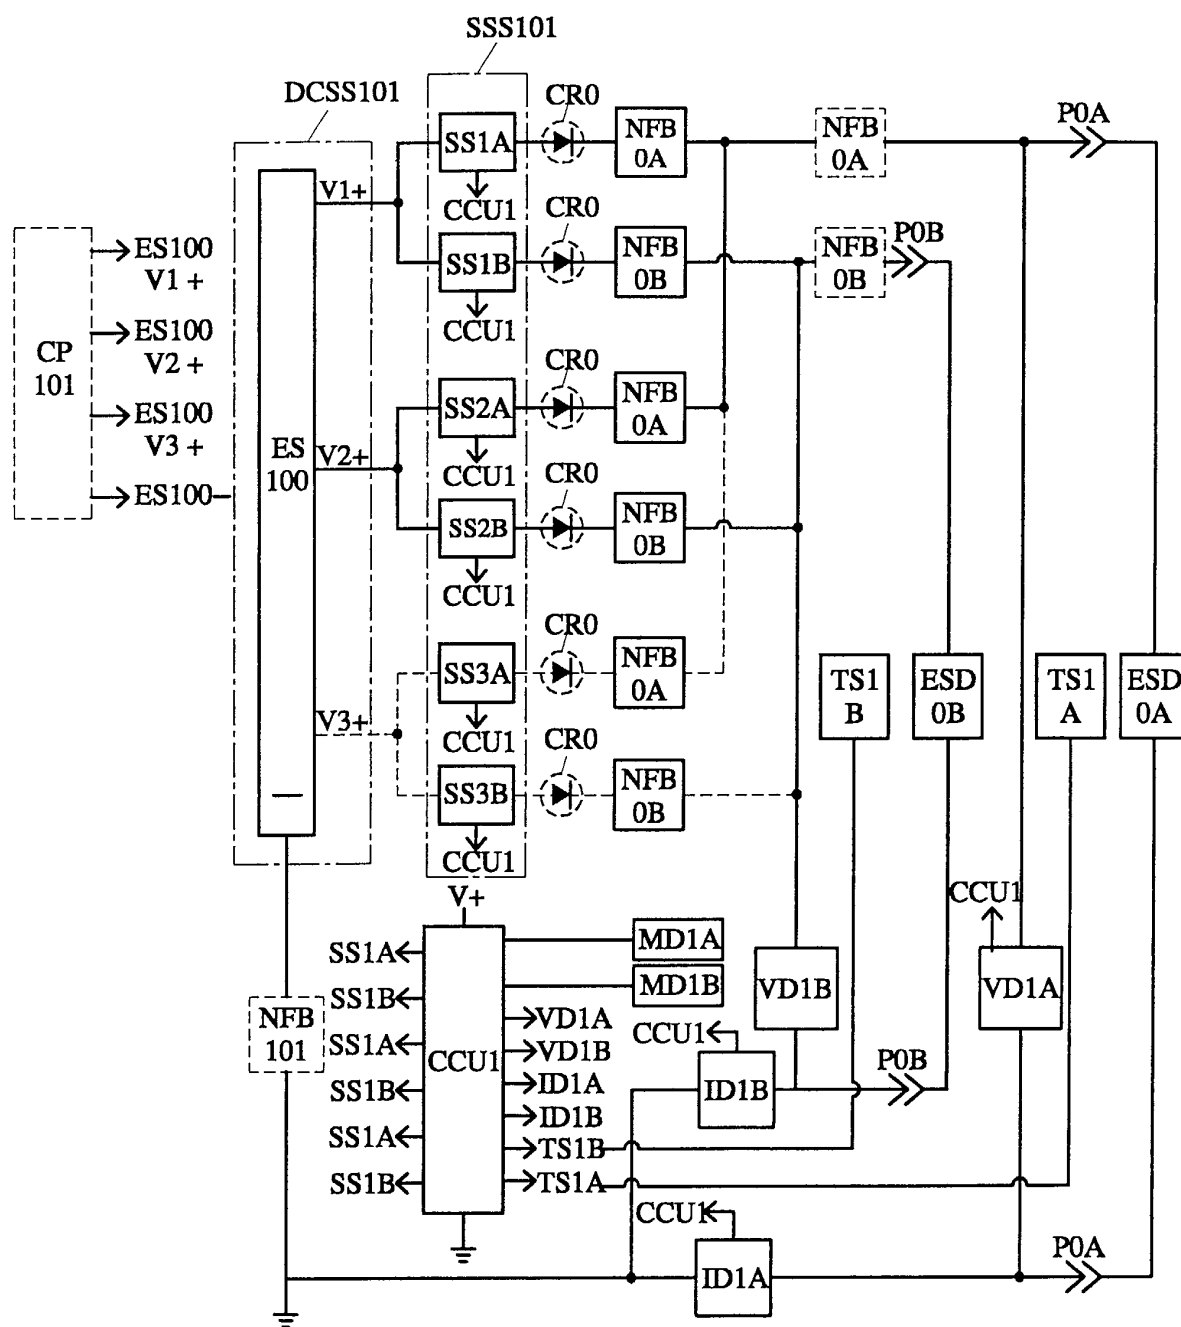 SSS101
DCSS101
CR0
P0A
SS1A
NFB
0A
NFB
0A
V1+
CCU1
CR0
P0B
ES100
V1 +
SS1B
NFB
0B
NFB
0B
CCU1
ES100
V2 +
CP
101
CR0
SS2A
NFB
0A
ES100
V3 +
ES
100
V2+
CCU1
CR0
ES100−
SS2B
NFB
0B
CCU1
CR0
SS3A
NFB
0A
TS1
B
ESD
0B
TS1
A
ESD
0A
V3+
CCU1
CR0
SS3B
NFB
0B
CCU1
V+
CCU1
SS1A
MD1A
MD1B
VD1B
VD1A
SS1B
VD1A
NFB
101
SS1A
CCU1
VD1B
CCU1
P0B
SS1B
ID1A
ID1B
ID1B
SS1A
TS1B
SS1B
TS1A
CCU1
P0A
ID1A